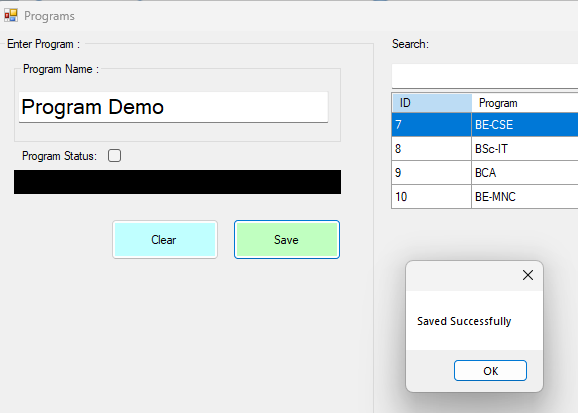 Programs
Enter Program :
Search:
Program Name :
Program Demo
Program Status:
Clear
Save
ID Program
7 BE-CSE
8 BSc-IT
9 BCA
10 BE-MNC
Saved Successfully
OK